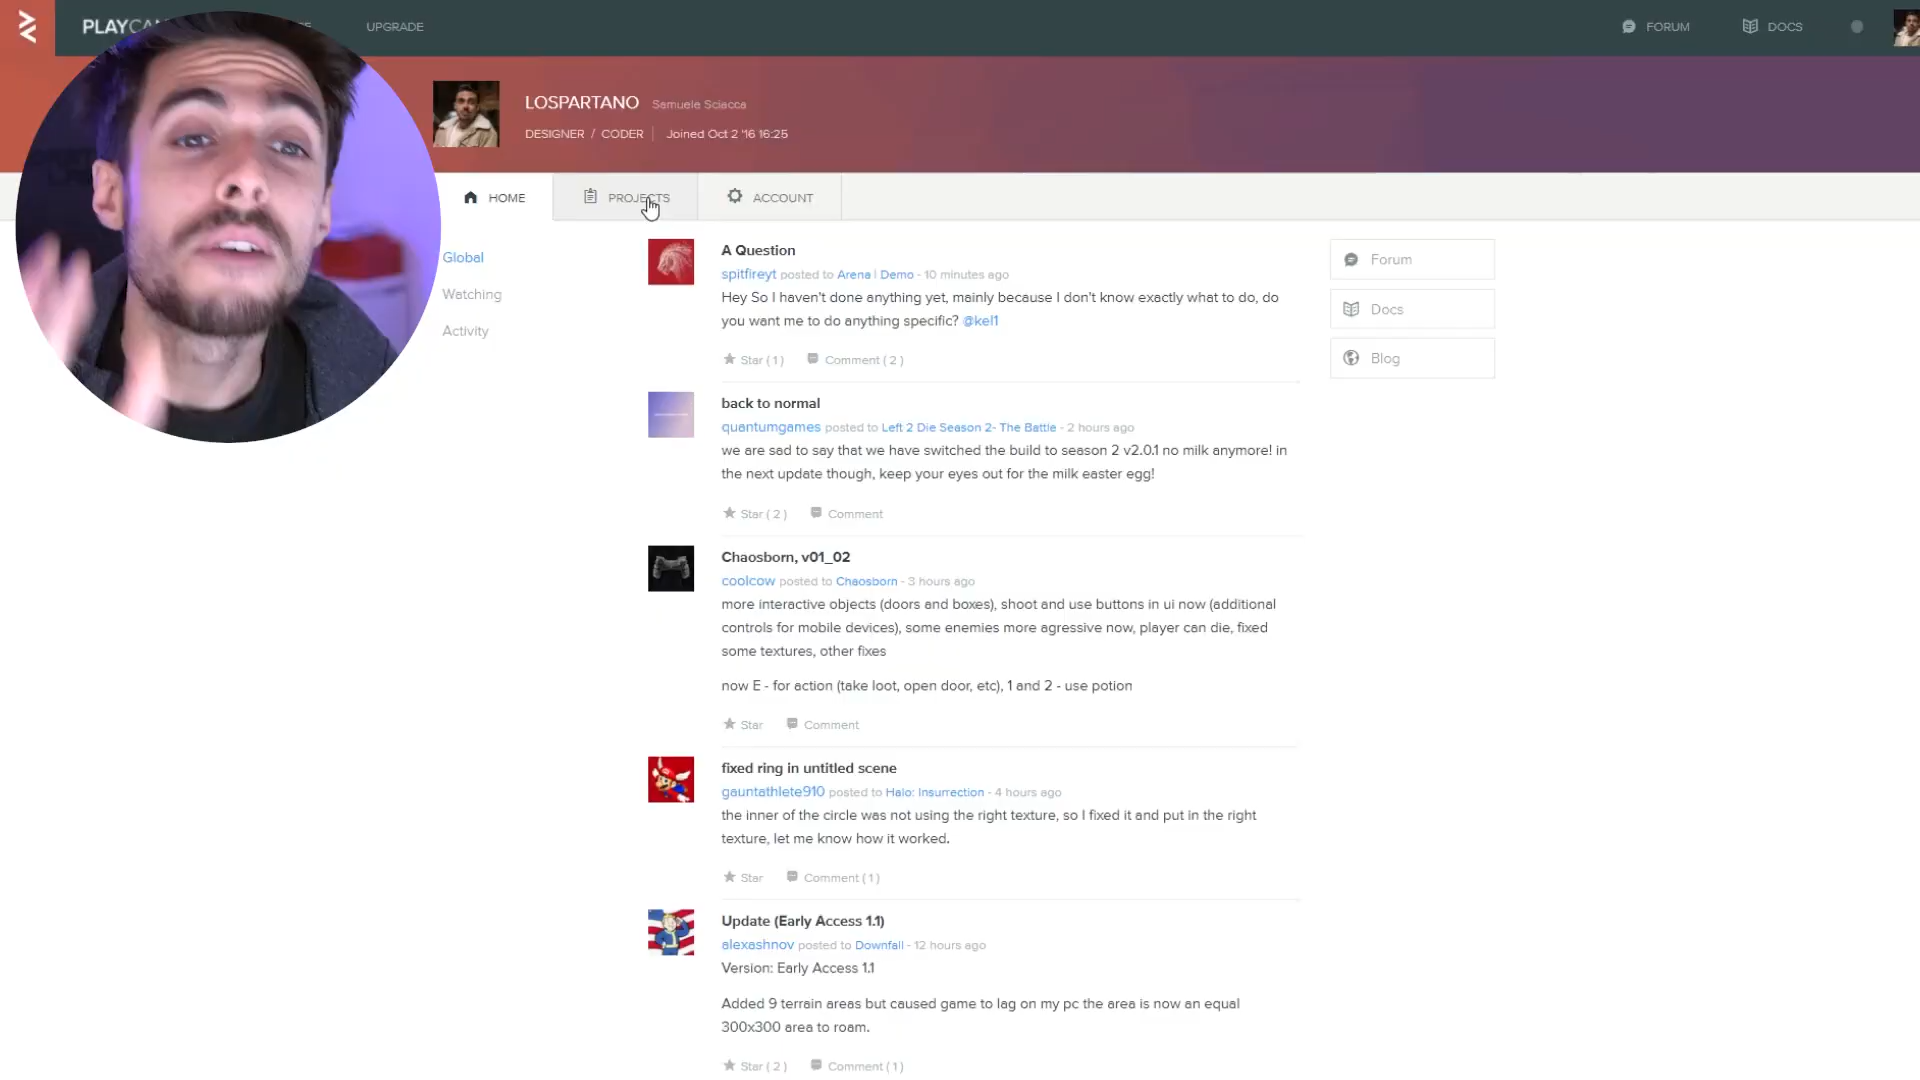 PLAYCAN
UPGRADE
FORUM
DOCS
LOSPARTANO Samuele Sciacca
DESIGNER / CODER Joined Oct 2 '16 16:25
HOME
PROJECTS
ACCOUNT
Global
Watching
Activity
A Question
spitfireyt posted to Arena | Demo - 10 minutes ago
Hey So I haven't done anything yet, mainly because I don't know exactly what to do, do
you want me to do anything specific? @kel1
Star ( 1 ) Comment ( 2 )
back to normal
quantumgames posted to Left 2 Die Season 2- The Battle - 2 hours ago
we are sad to say that we have switched the build to season 2 v2.0.1 no milk anymore! in
the next update though, keep your eyes out for the milk easter egg!
Star ( 2 ) Comment
Chaosborn, v01_02
coolcow posted to Chaosborn - 3 hours ago
more interactive objects (doors and boxes), shoot and use buttons in ui now (additional
controls for mobile devices), some enemies more agressive now, player can die, fixed
some textures, other fixes
now E - for action (take loot, open door, etc), 1 and 2 - use potion
Star Comment
fixed ring in untitled scene
gauntathlete910 posted to Halo: Insurrection - 4 hours ago
the inner of the circle was not using the right texture, so I fixed it and put in the right
texture, let me know how it worked.
Star Comment ( 1 )
Update (Early Access 1.1)
alexashnov posted to Downfall - 12 hours ago
Version: Early Access 1.1
Added 9 terrain areas but caused game to lag on my pc the area is now an equal
300x300 area to roam.
Star ( 2 ) Comment ( 1 )
Forum
Docs
Blog